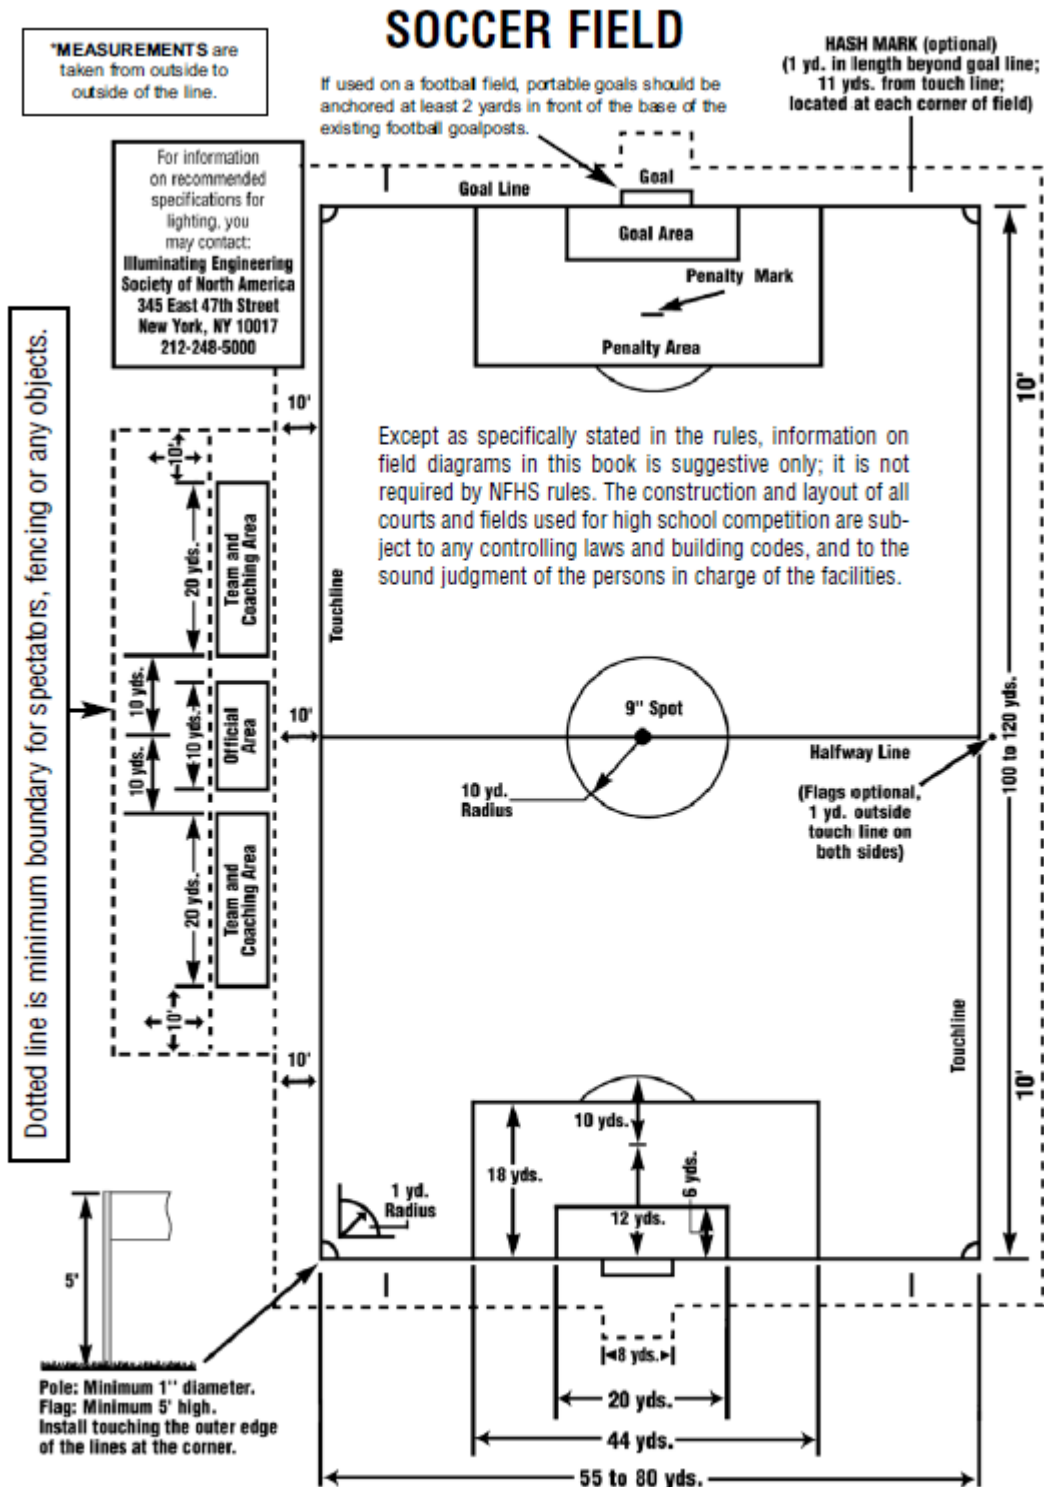 SOCCER FIELD
*MEASUREMENTS are
taken from outside to
outside of the line.
If used on a football field, portable goals should be
anchored at least 2 yards in front of the base of the
existing football goalposts.
HASH MARK (optional)
(1 yd. in length beyond goal line;
11 yds. from touch line;
located at each corner of field)
For information
on recommended
specifications for
lighting, you
may contact:
Illuminating Engineering
Society of North America
345 East 47th Street
New York, NY 10017
212-248-5000
Goal Line
Goal
Goal Area
Penalty Mark
Penalty Area
Dotted line is minimum boundary for spectators, fencing or any objects.
10'
10'
10'
Except as specifically stated in the rules, information on
field diagrams in this book is suggestive only; it is not
required by NFHS rules. The construction and layout of all
courts and fields used for high school competition are sub-
ject to any controlling laws and building codes, and to the
sound judgment of the persons in charge of the facilities.
20 yds.
Team and
Coaching Area
Touchline
10 yds.
10 yds.
10 yds.
Official
Area
10'
9" Spot
Halfway Line
10 yd.
Radius
(Flags optional,
1 yd. outside
touch line on
both sides)
100 to 120 yds.
20 yds.
Team and
Coaching Area
10'
10'
Touchline
10'
10 yds.
18 yds.
6 yds.
12 yds.
1 yd.
Radius
5'
8 yds.
Pole: Minimum 1" diameter.
Flag: Minimum 5' high.
Install touching the outer edge
of the lines at the corner.
20 yds.
44 yds.
55 to 80 yds.